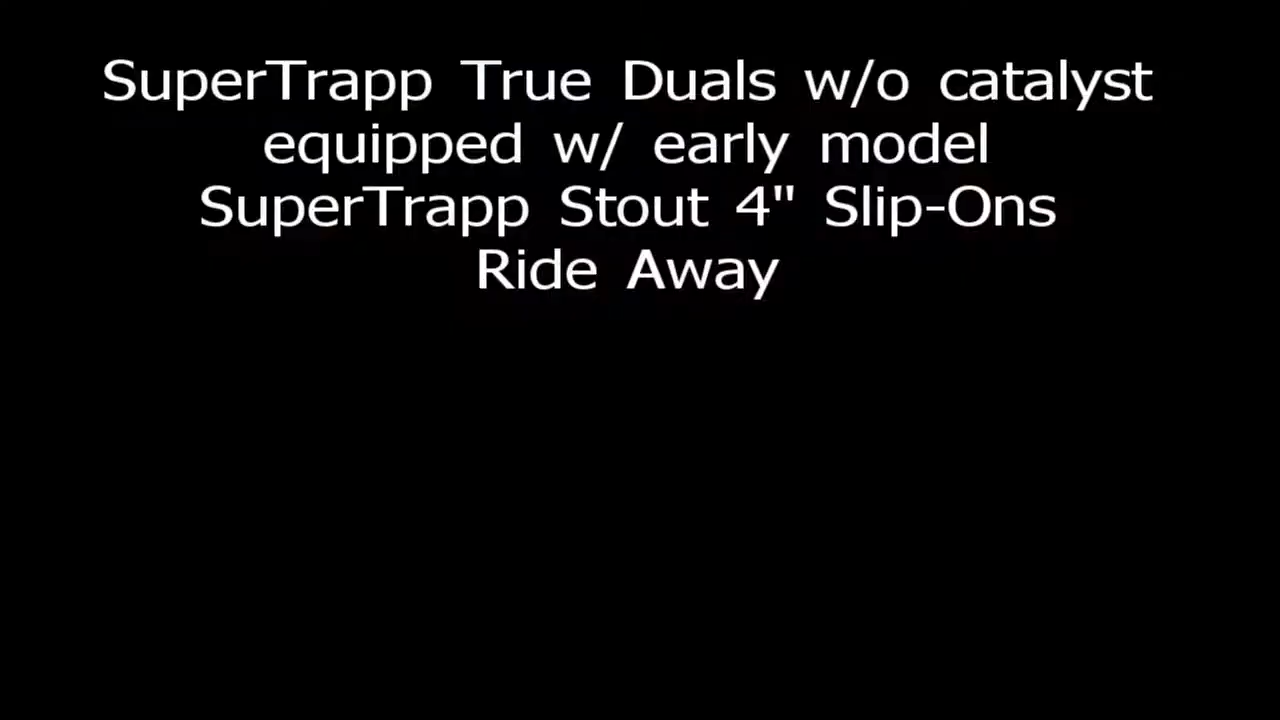 SuperTrapp True Duals w/o catalyst
equipped w/ early model
SuperTrapp Stout 4" Slip-Ons
Ride Away